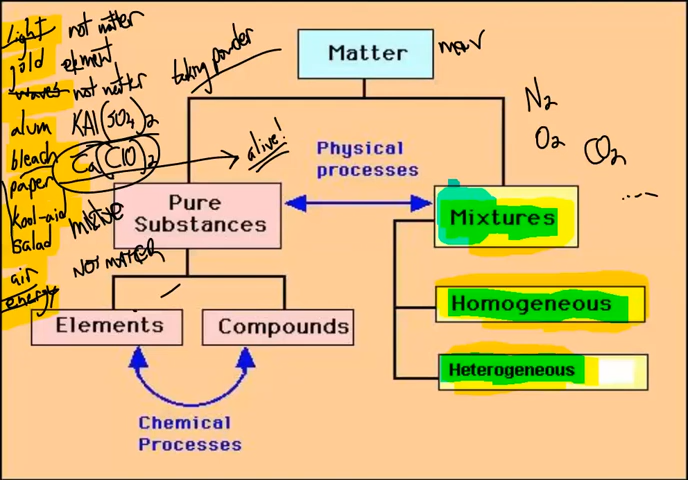 light not matter
gold element
waves not matter
alum KAl(SO4)2
bleach Ca(ClO)2
paper
Kool-aid mixture
salad
air
energy NOT MATTER
baking powder
alive!
Matter
N2
O2
CO2
....
Physical
processes
Pure
Substances
Mixtures
Homogeneous
Heterogeneous
Elements
Compounds
Chemical
Processes